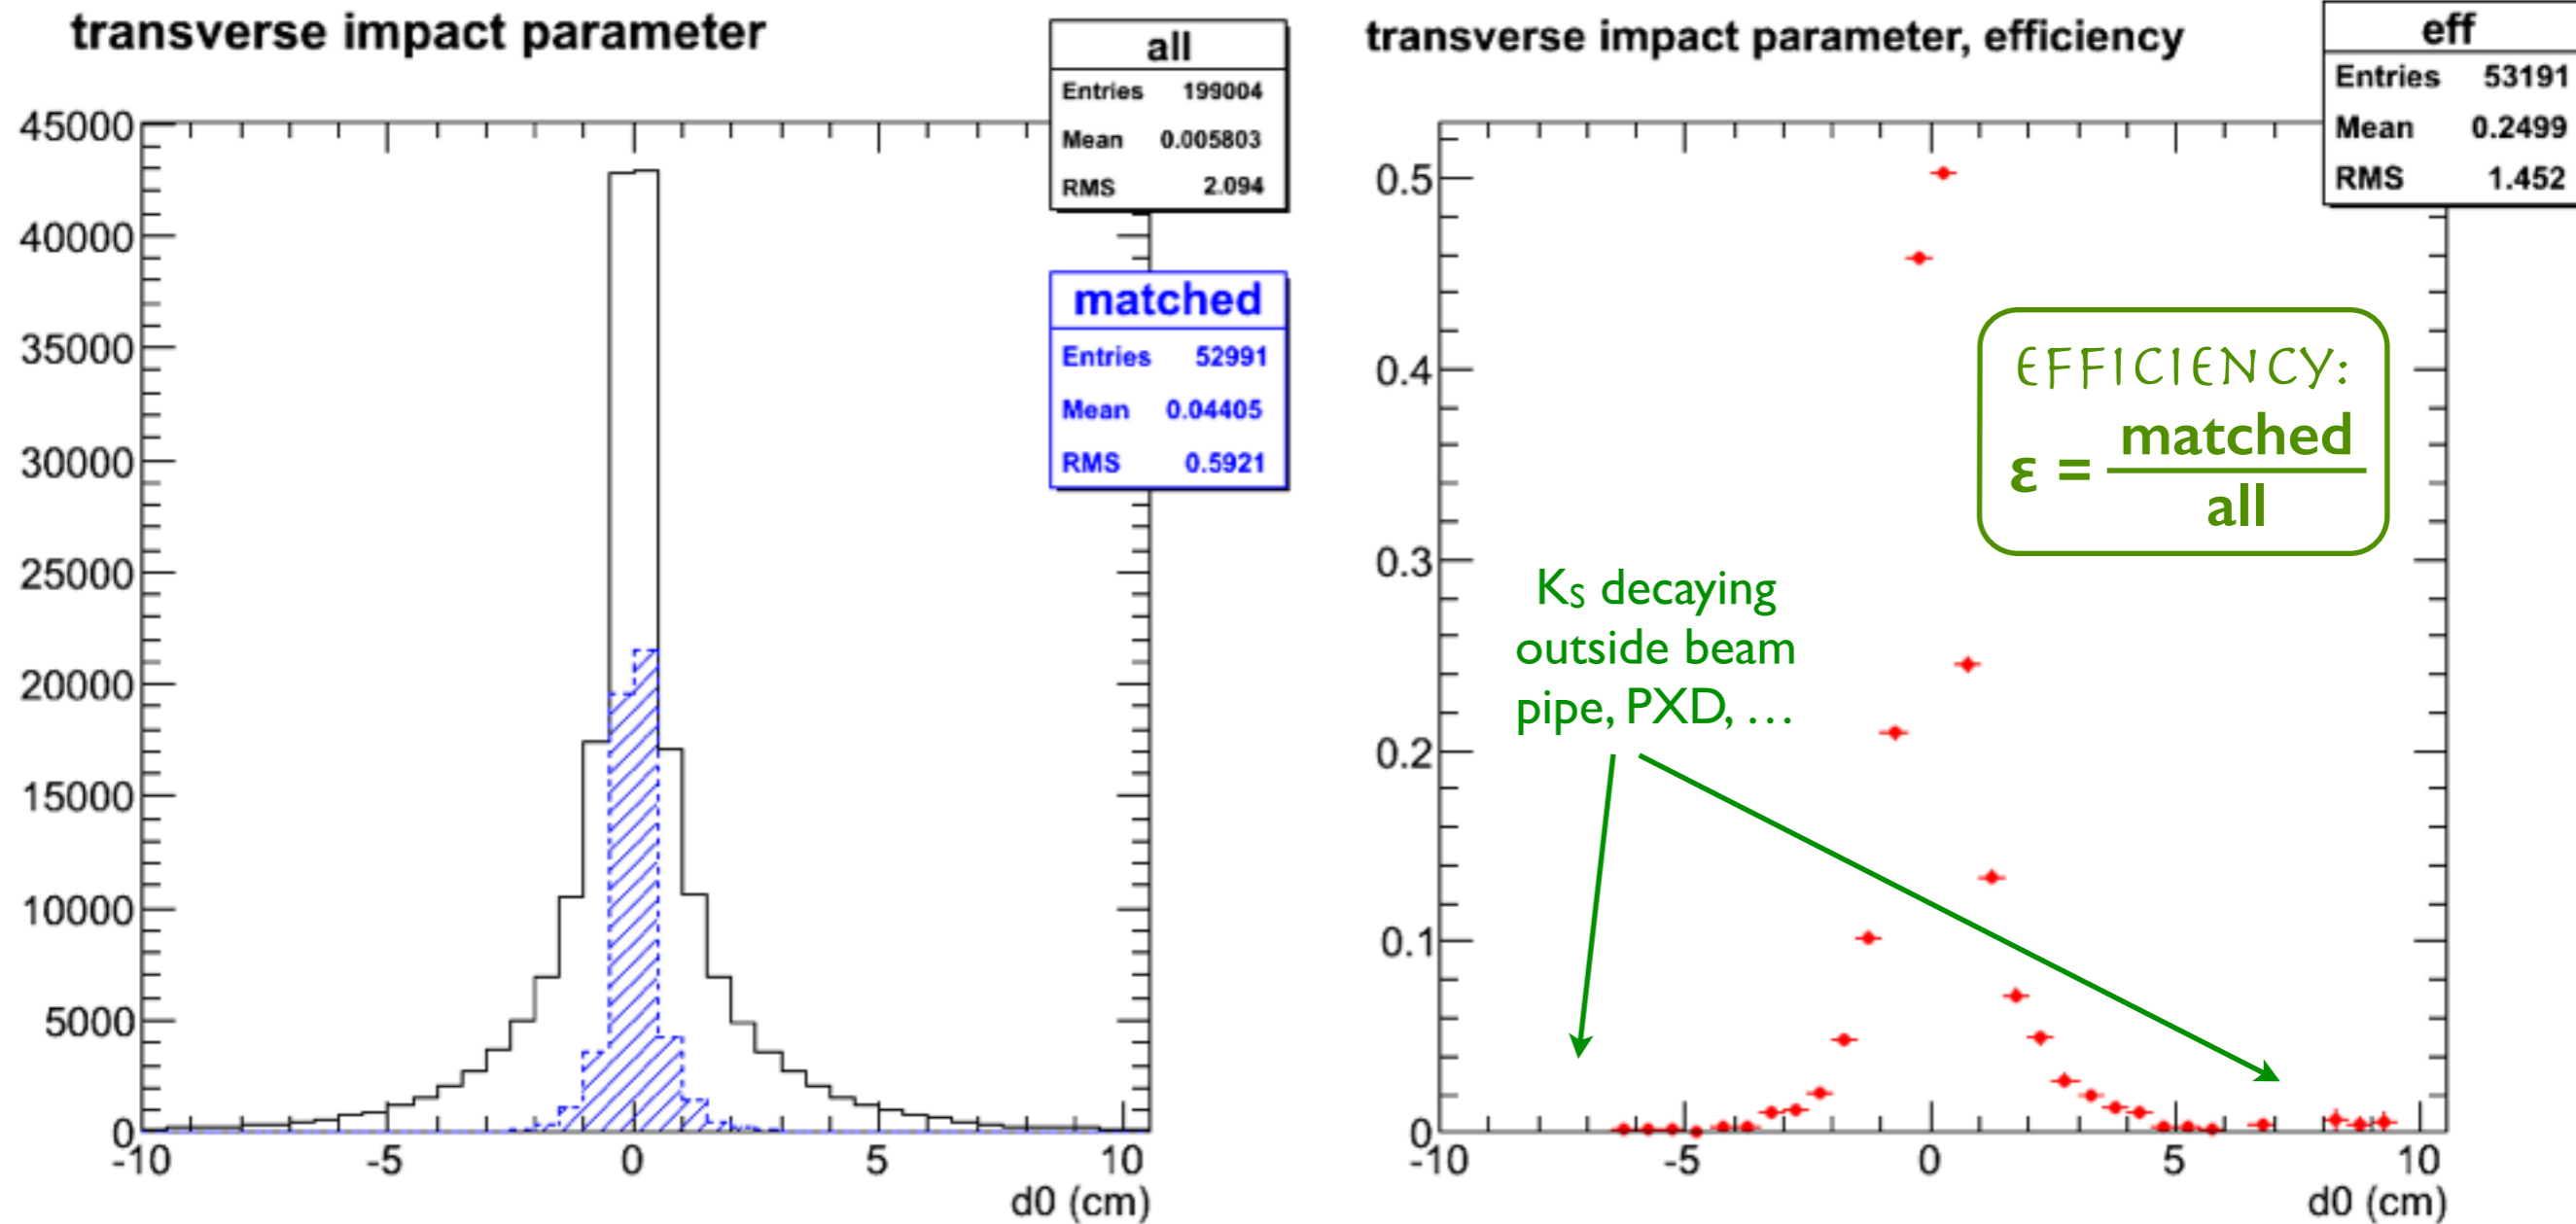 transverse impact parameter
all
Entries 199004
Mean 0.005803
RMS 2.094
matched
Entries 52991
Mean 0.04405
RMS 0.5921
45000
40000
35000
30000
25000
20000
15000
10000
5000
0
-10 -5 0 5 10
d0 (cm)
transverse impact parameter, efficiency
eff
Entries 53191
Mean 0.2499
RMS 1.452
0.5
0.4
0.3
0.2
0.1
0
EFFICIENCY:
ε = matched
all
Ks decaying
outside beam
pipe, PXD, …
-10 -5 0 5 10
d0 (cm)